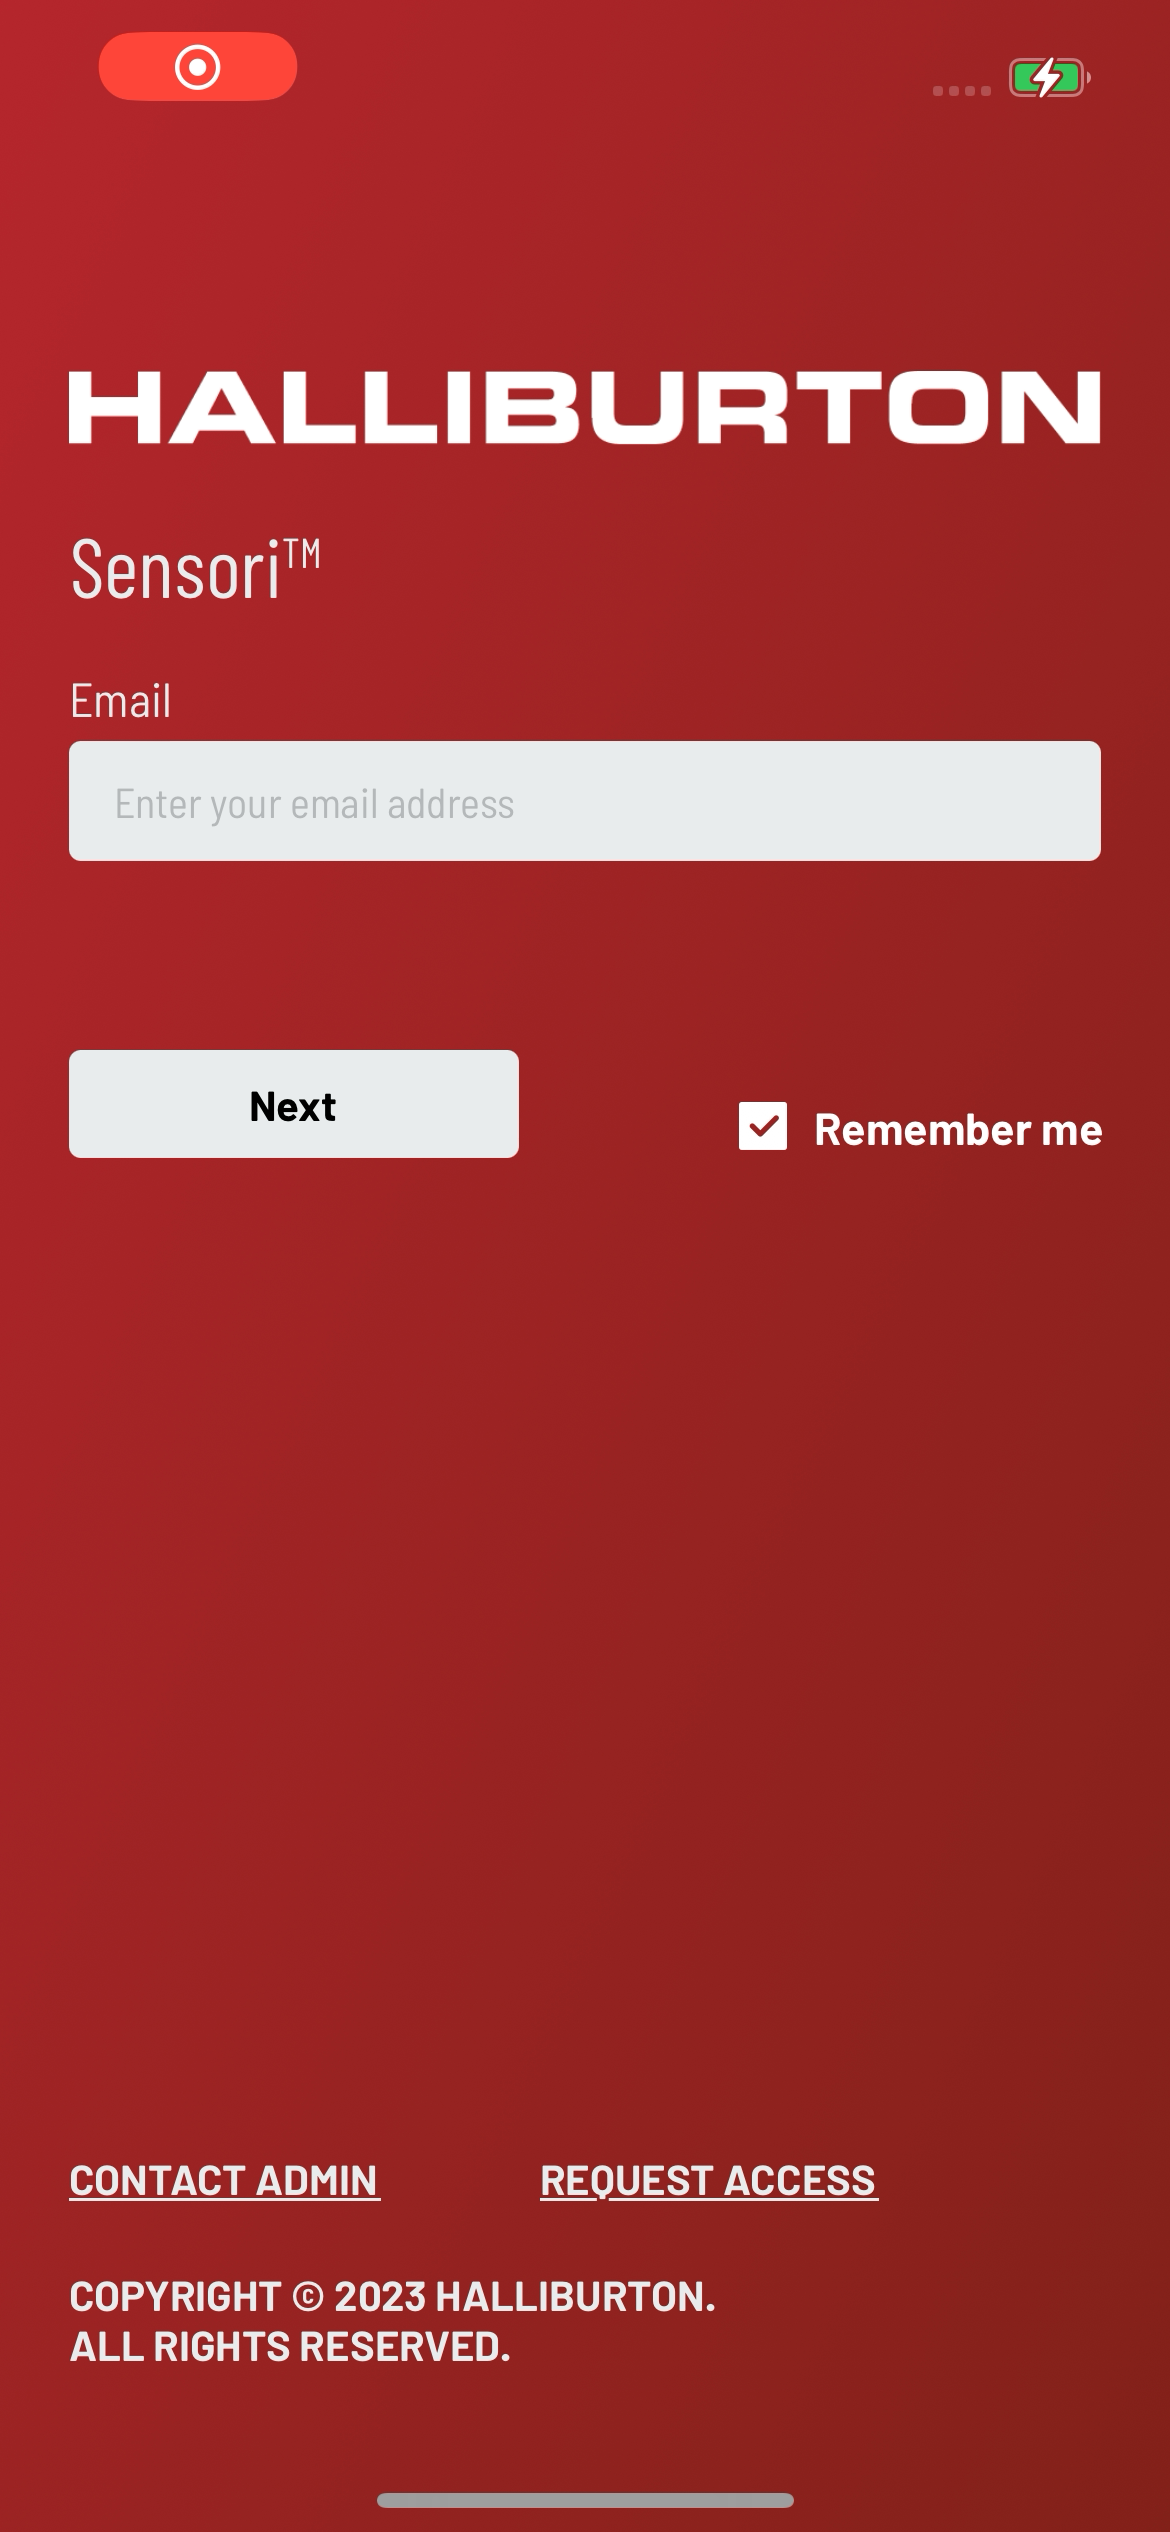 HALLIBURTON
Sensori™
Email
Enter your email address
Next
Remember me
CONTACT ADMIN
REQUEST ACCESS
COPYRIGHT © 2023 HALLIBURTON.
ALL RIGHTS RESERVED.